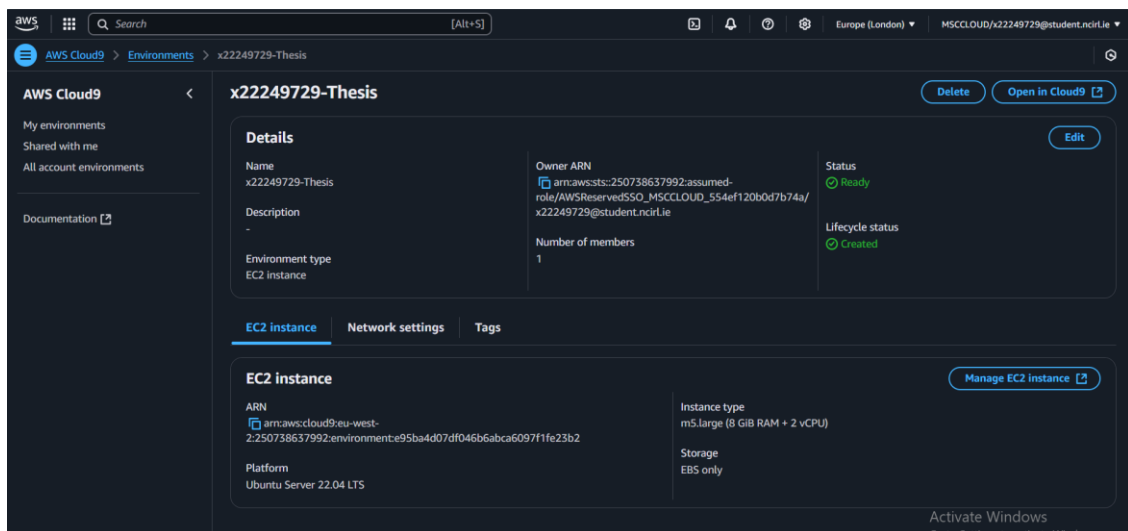 aws
Search [Alt+S]
Europe (London) ▼
MSCCLOUD/x22249729@student.ncirl.ie ▼
AWS Cloud9 > Environments > x22249729-Thesis
AWS Cloud9
My environments
Shared with me
All account environments
Documentation
x22249729-Thesis
Delete
Open in Cloud9
Details
Edit
Name
x22249729-Thesis
Description
-
Environment type
EC2 instance
Owner ARN
arn:aws:sts::250738637992:assumed-
role/AWSReservedSSO_MSCCLOUD_554ef120b0d7b74a/
x22249729@student.ncirl.ie
Number of members
1
Status
Ready
Lifecycle status
Created
EC2 instance
Network settings
Tags
EC2 instance
Manage EC2 instance
ARN
arn:aws:cloud9:eu-west-
2:250738637992:environment:e95ba4d07df046b6abca6097f1fe23b2
Platform
Ubuntu Server 22.04 LTS
Instance type
m5.large (8 GiB RAM + 2 vCPU)
Storage
EBS only
Activate Windows